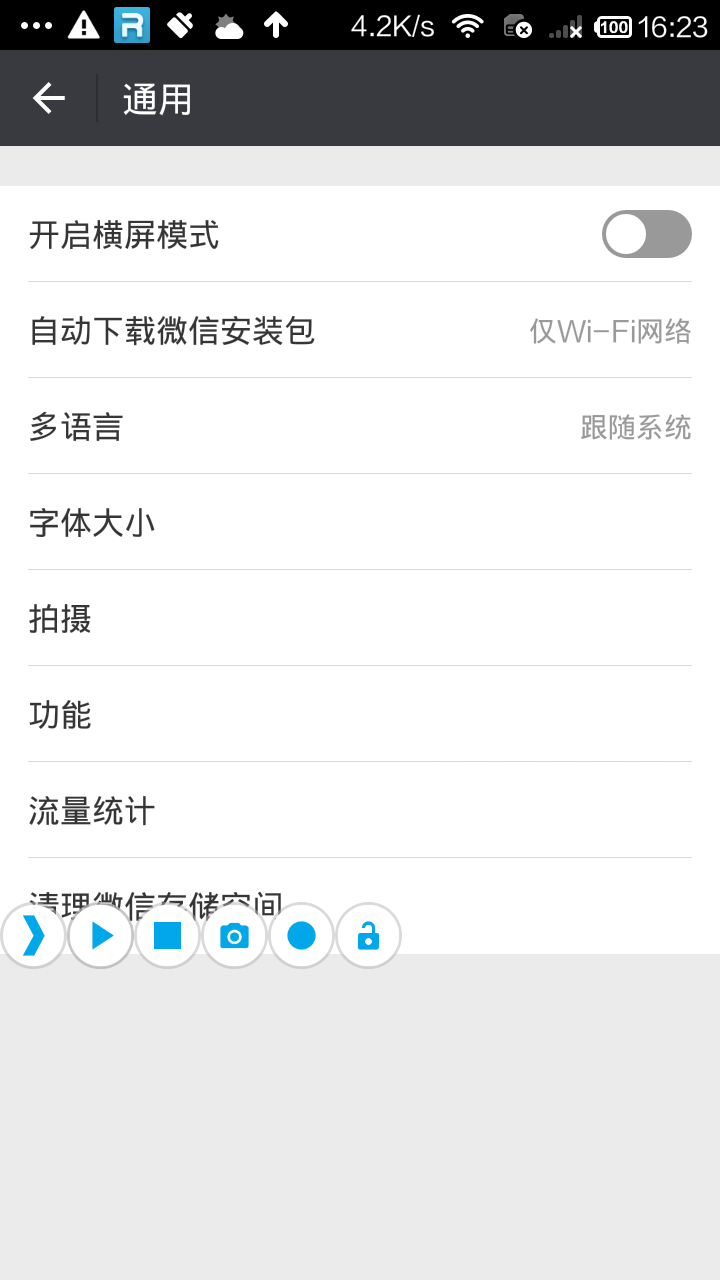 R 4.2K/s 100 16:23
通用
开启横屏模式
自动下载微信安装包 仅Wi-Fi网络
多语言 跟随系统
字体大小
拍摄
功能
流量统计
清理微信存储空间